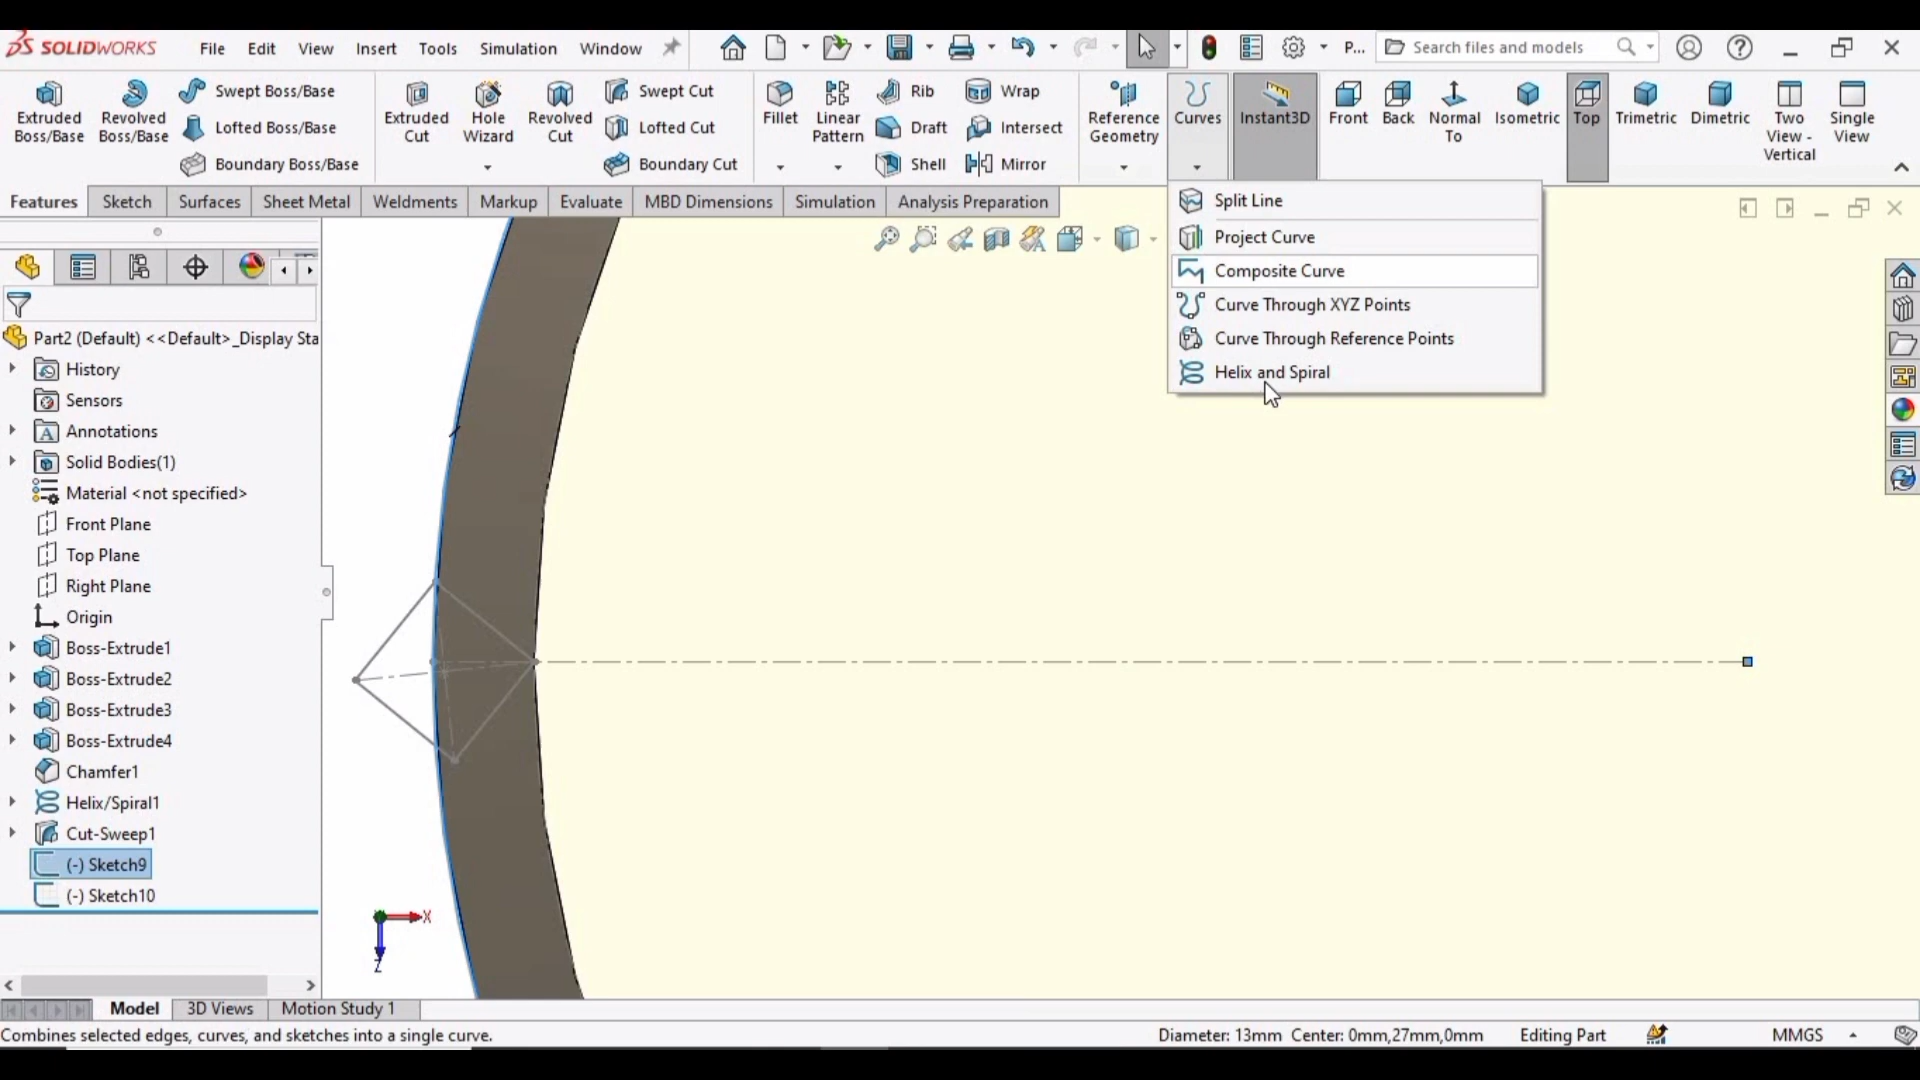 SOLIDWORKS File Edit View Insert Tools Simulation Window P... Search files and models
Extruded Boss/Base
Revolved Boss/Base
Swept Boss/Base
Lofted Boss/Base
Boundary Boss/Base
Extruded Cut
Hole Wizard
Revolved Cut
Swept Cut
Lofted Cut
Boundary Cut
Fillet
Linear Pattern
Rib
Draft
Shell
Wrap
Intersect
Mirror
Reference Geometry
Curves
Instant3D
Front
Back
Normal To
Isometric
Top
Trimetric
Dimetric
Two View - Vertical
Single View
Features Sketch Surfaces Sheet Metal Weldments Markup Evaluate MBD Dimensions Simulation Analysis Preparation
Split Line
Project Curve
Composite Curve
Curve Through XYZ Points
Curve Through Reference Points
Helix and Spiral
Part2 (Default) <<Default>_Display Sta
History
Sensors
Annotations
Solid Bodies(1)
Material <not specified>
Front Plane
Top Plane
Right Plane
Origin
Boss-Extrude1
Boss-Extrude2
Boss-Extrude3
Boss-Extrude4
Chamfer1
Helix/Spiral1
Cut-Sweep1
(-) Sketch9
(-) Sketch10
X
Z
Model 3D Views Motion Study 1
Combines selected edges, curves, and sketches into a single curve. Diameter: 13mm Center: 0mm,27mm,0mm Editing Part MMGS